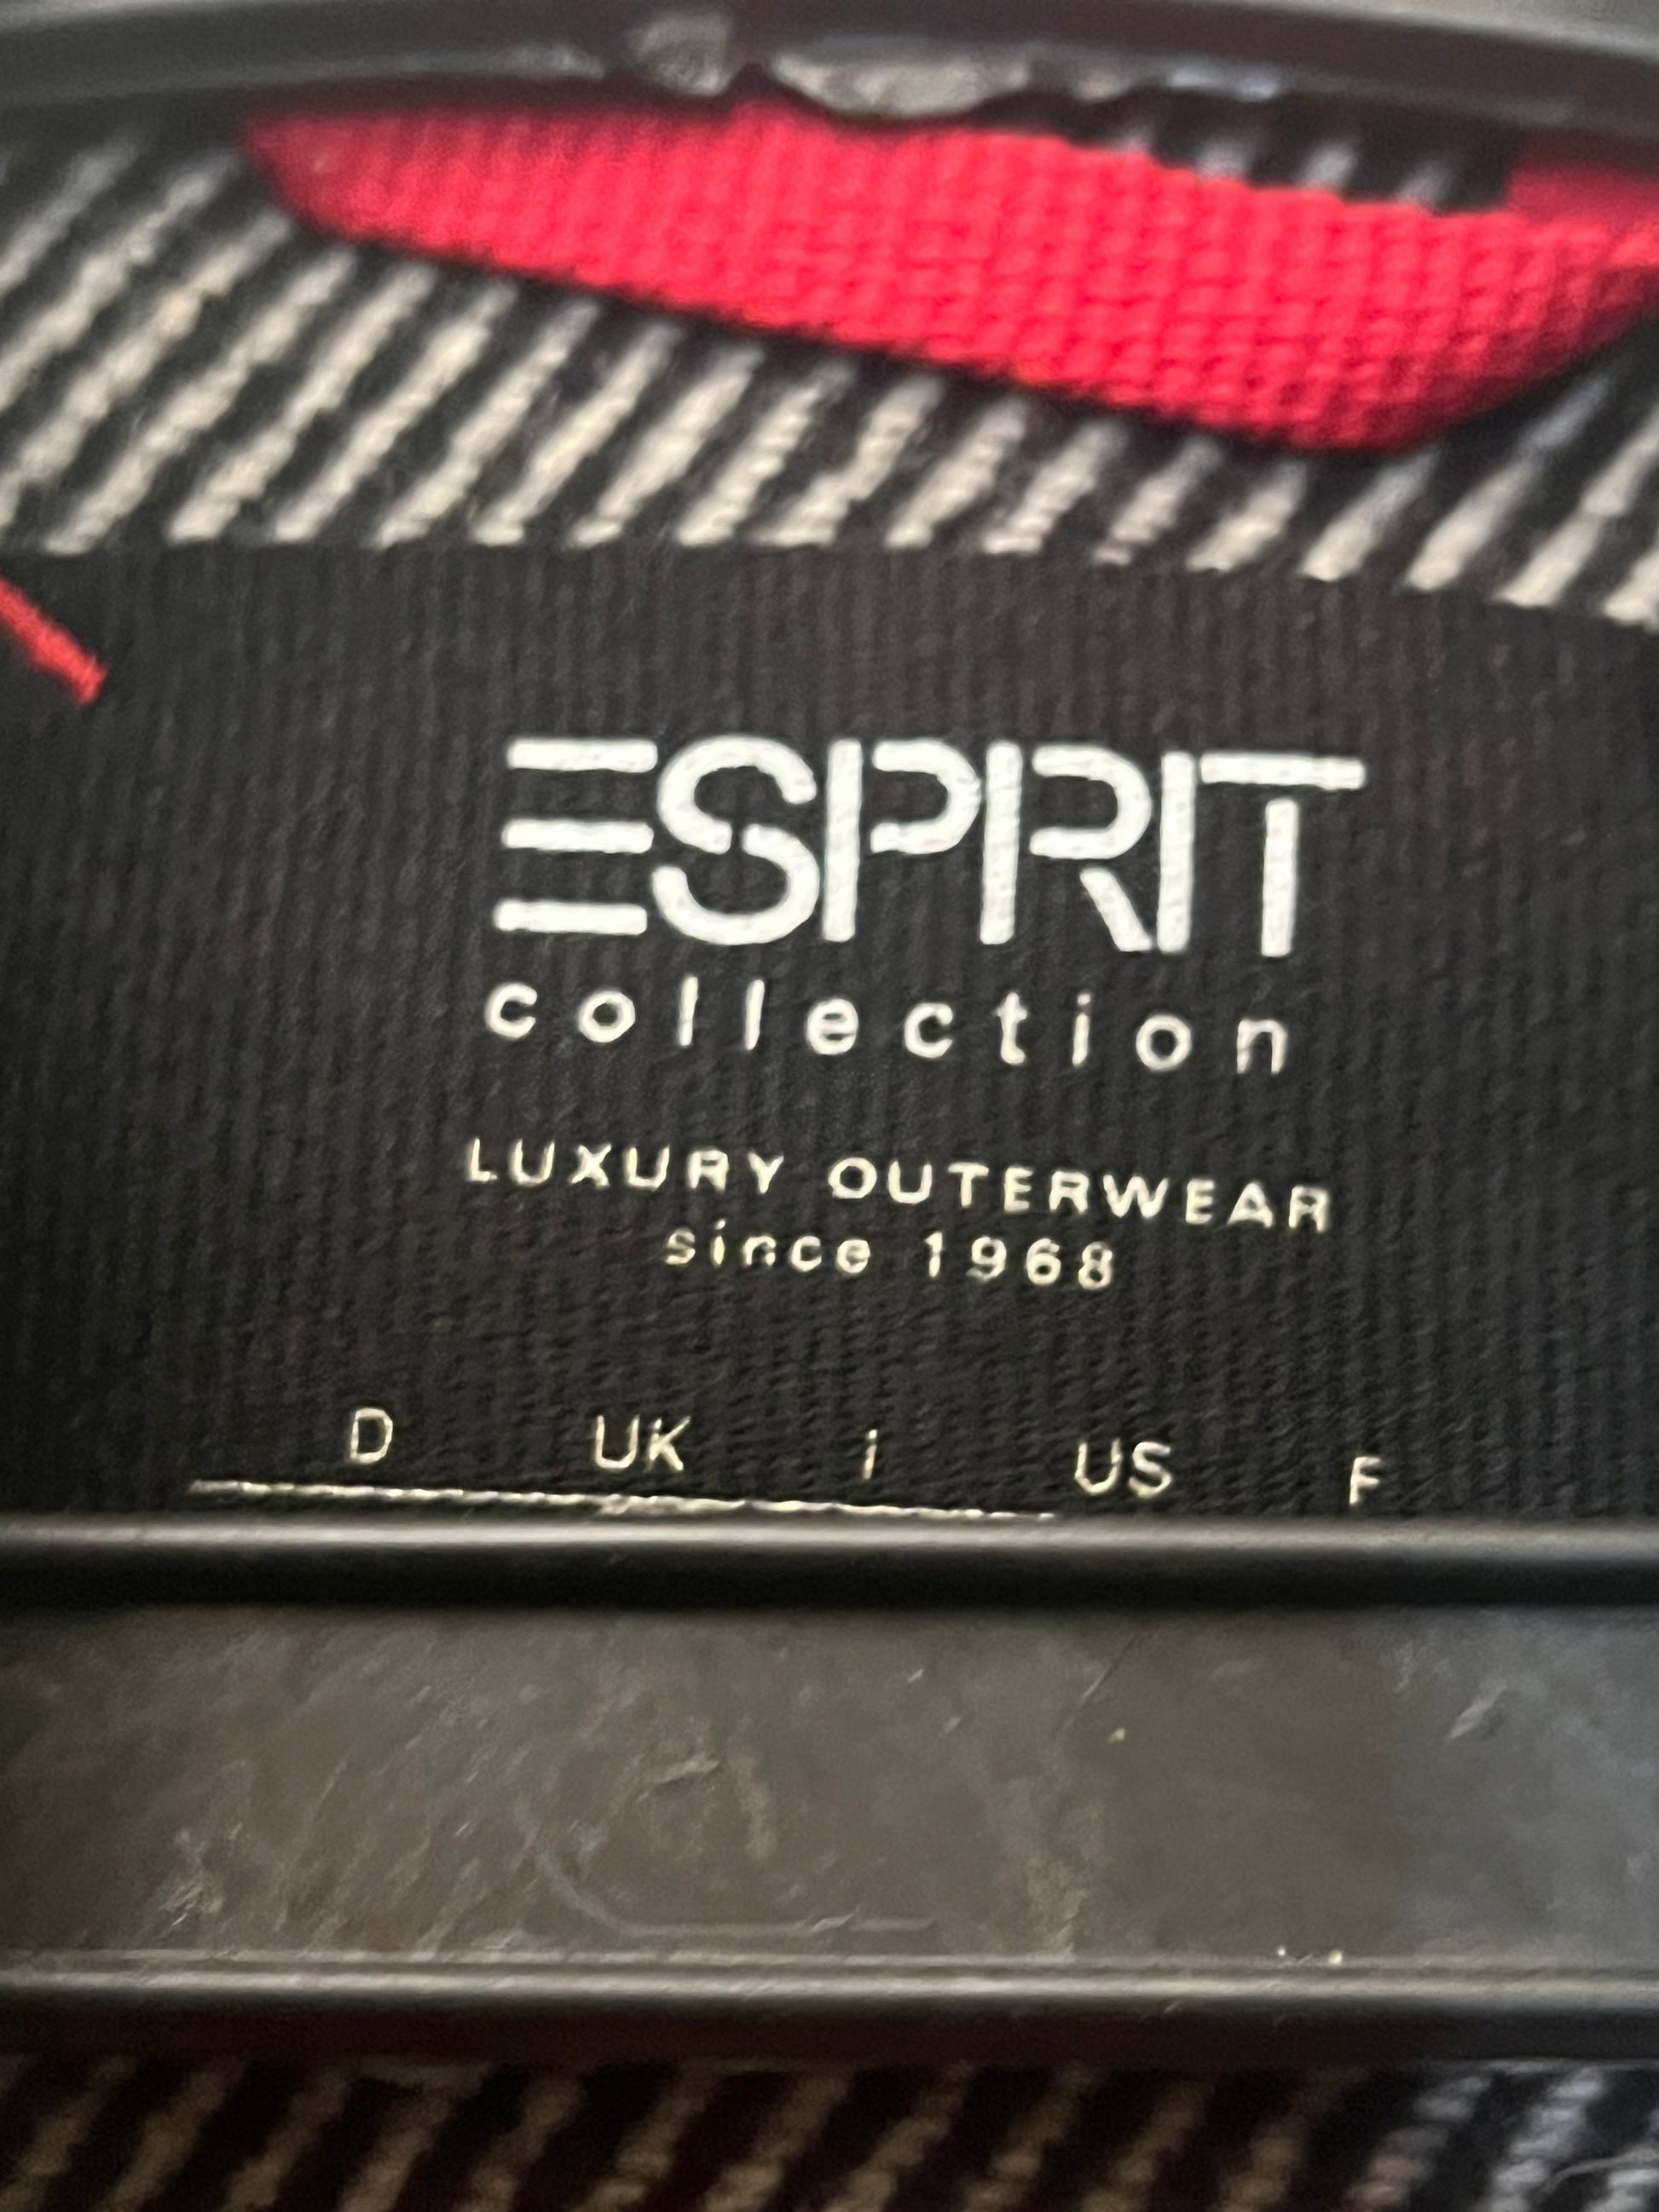 ESPRIT
collection
LUXURY OUTERWEAR
since 1968
D UK I US F